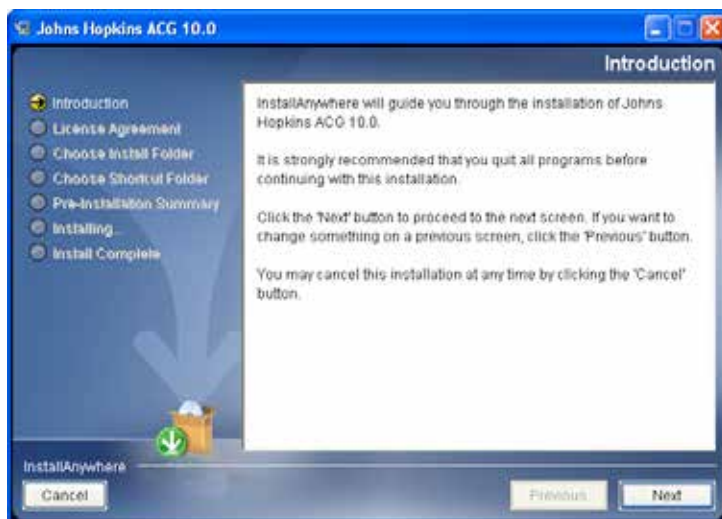 Johns Hopkins ACG 10.0
Introduction
Introduction
License Agreement
Choose Install Folder
Choose Shortcut Folder
Pre-Installation Summary
Installing...
Install Complete
InstallAnywhere will guide you through the installation of Johns
Hopkins ACG 10.0.
It is strongly recommended that you quit all programs before
continuing with this installation.
Click the 'Next' button to proceed to the next screen. If you want to
change something on a previous screen, click the 'Previous' button.
You may cancel this installation at any time by clicking the 'Cancel'
button.
InstallAnywhere
Cancel
Previous
Next